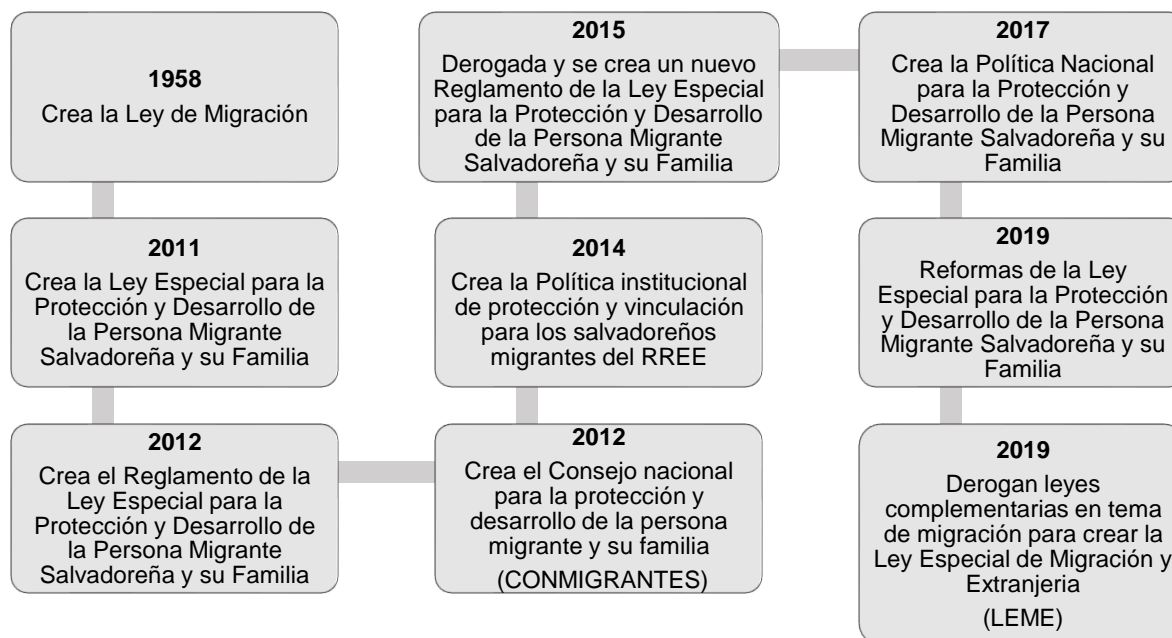 1958
Crea la Ley de Migración
2011
Crea la Ley Especial para la
Protección y Desarrollo de
la Persona Migrante
Salvadoreña y su Familia
2012
Crea el Reglamento de la
Ley Especial para la
Protección y Desarrollo de
la Persona Migrante
Salvadoreña y su Familia
2012
Crea el Consejo nacional
para la protección y
desarrollo de la persona
migrante y su familia
(CONMIGRANTES)
2014
Crea la Política institucional
de protección y vinculación
para los salvadoreños
migrantes del RREE
2015
Derogada y se crea un nuevo
Reglamento de la Ley Especial
para la Protección y Desarrollo
de la Persona Migrante
Salvadoreña y su Familia
2017
Crea la Política Nacional
para la Protección y
Desarrollo de la Persona
Migrante Salvadoreña y su
Familia
2019
Reformas de la Ley
Especial para la Protección
y Desarrollo de la Persona
Migrante Salvadoreña y su
Familia
2019
Derogan leyes
complementarias en tema
de migración para crear la
Ley Especial de Migración y
Extranjeria
(LEME)